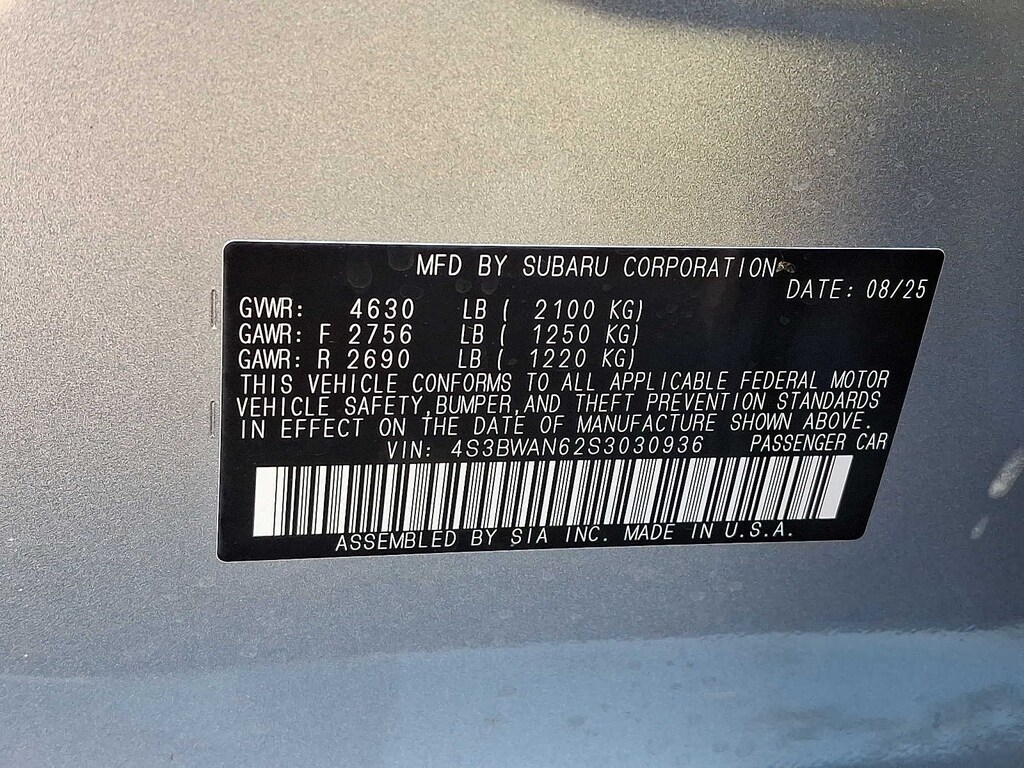 MFD BY SUBARU CORPORATION
DATE: 08/25
GVWR: 4630 LB ( 2100 KG)
GAWR: F 2756 LB ( 1250 KG)
GAWR: R 2690 LB ( 1220 KG)
THIS VEHICLE CONFORMS TO ALL APPLICABLE FEDERAL MOTOR
VEHICLE SAFETY,BUMPER,AND THEFT PREVENTION STANDARDS
IN EFFECT ON THE DATE OF MANUFACTURE SHOWN ABOVE.
VIN: 4S3BWAN62S3030936 PASSENGER CAR
ASSEMBLED BY SIA INC. MADE IN U.S.A.